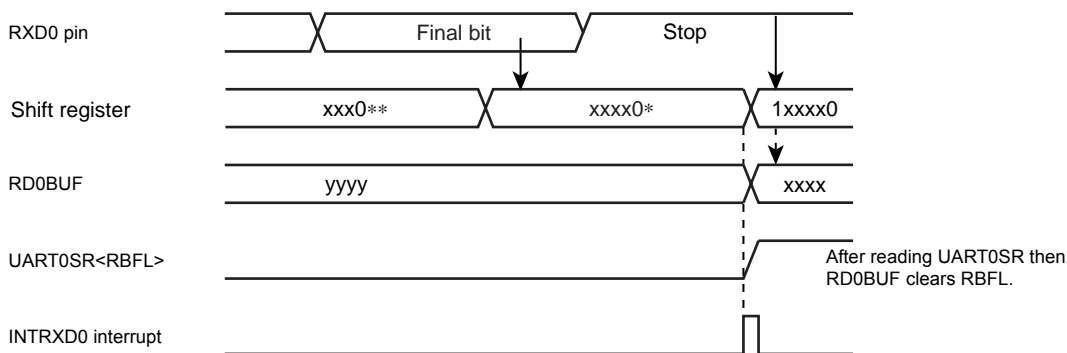 RXD0 pin
Final bit
Stop
Shift register
xxx0**
xxxx0*
1xxxx0
RD0BUF
yyyy
xxxx
UART0SR<RBFL>
After reading UART0SR then
RD0BUF clears RBFL.
INTRXD0 interrupt